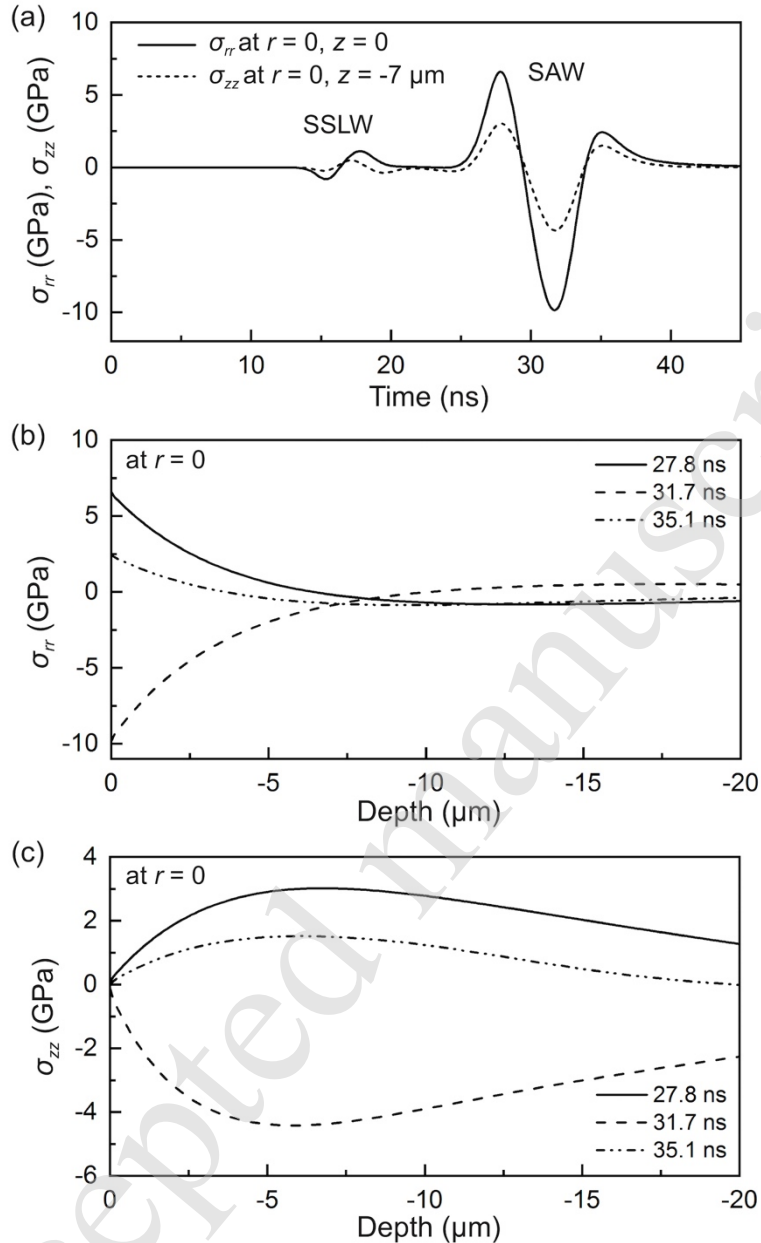 (a)
σrr (GPa), σzz (GPa)
10
5
0
-5
-10
σrr at r = 0, z = 0
σzz at r = 0, z = -7 µm
SSLW
SAW
0
10
20
30
40
Time (ns)
(b)
σrr (GPa)
10
5
0
-5
-10
at r = 0
27.8 ns
31.7 ns
35.1 ns
0
-5
-10
-15
-20
Depth (µm)
(c)
σzz (GPa)
4
2
0
-2
-4
-6
at r = 0
27.8 ns
31.7 ns
35.1 ns
0
-5
-10
-15
-20
Depth (µm)
cepted manuscri